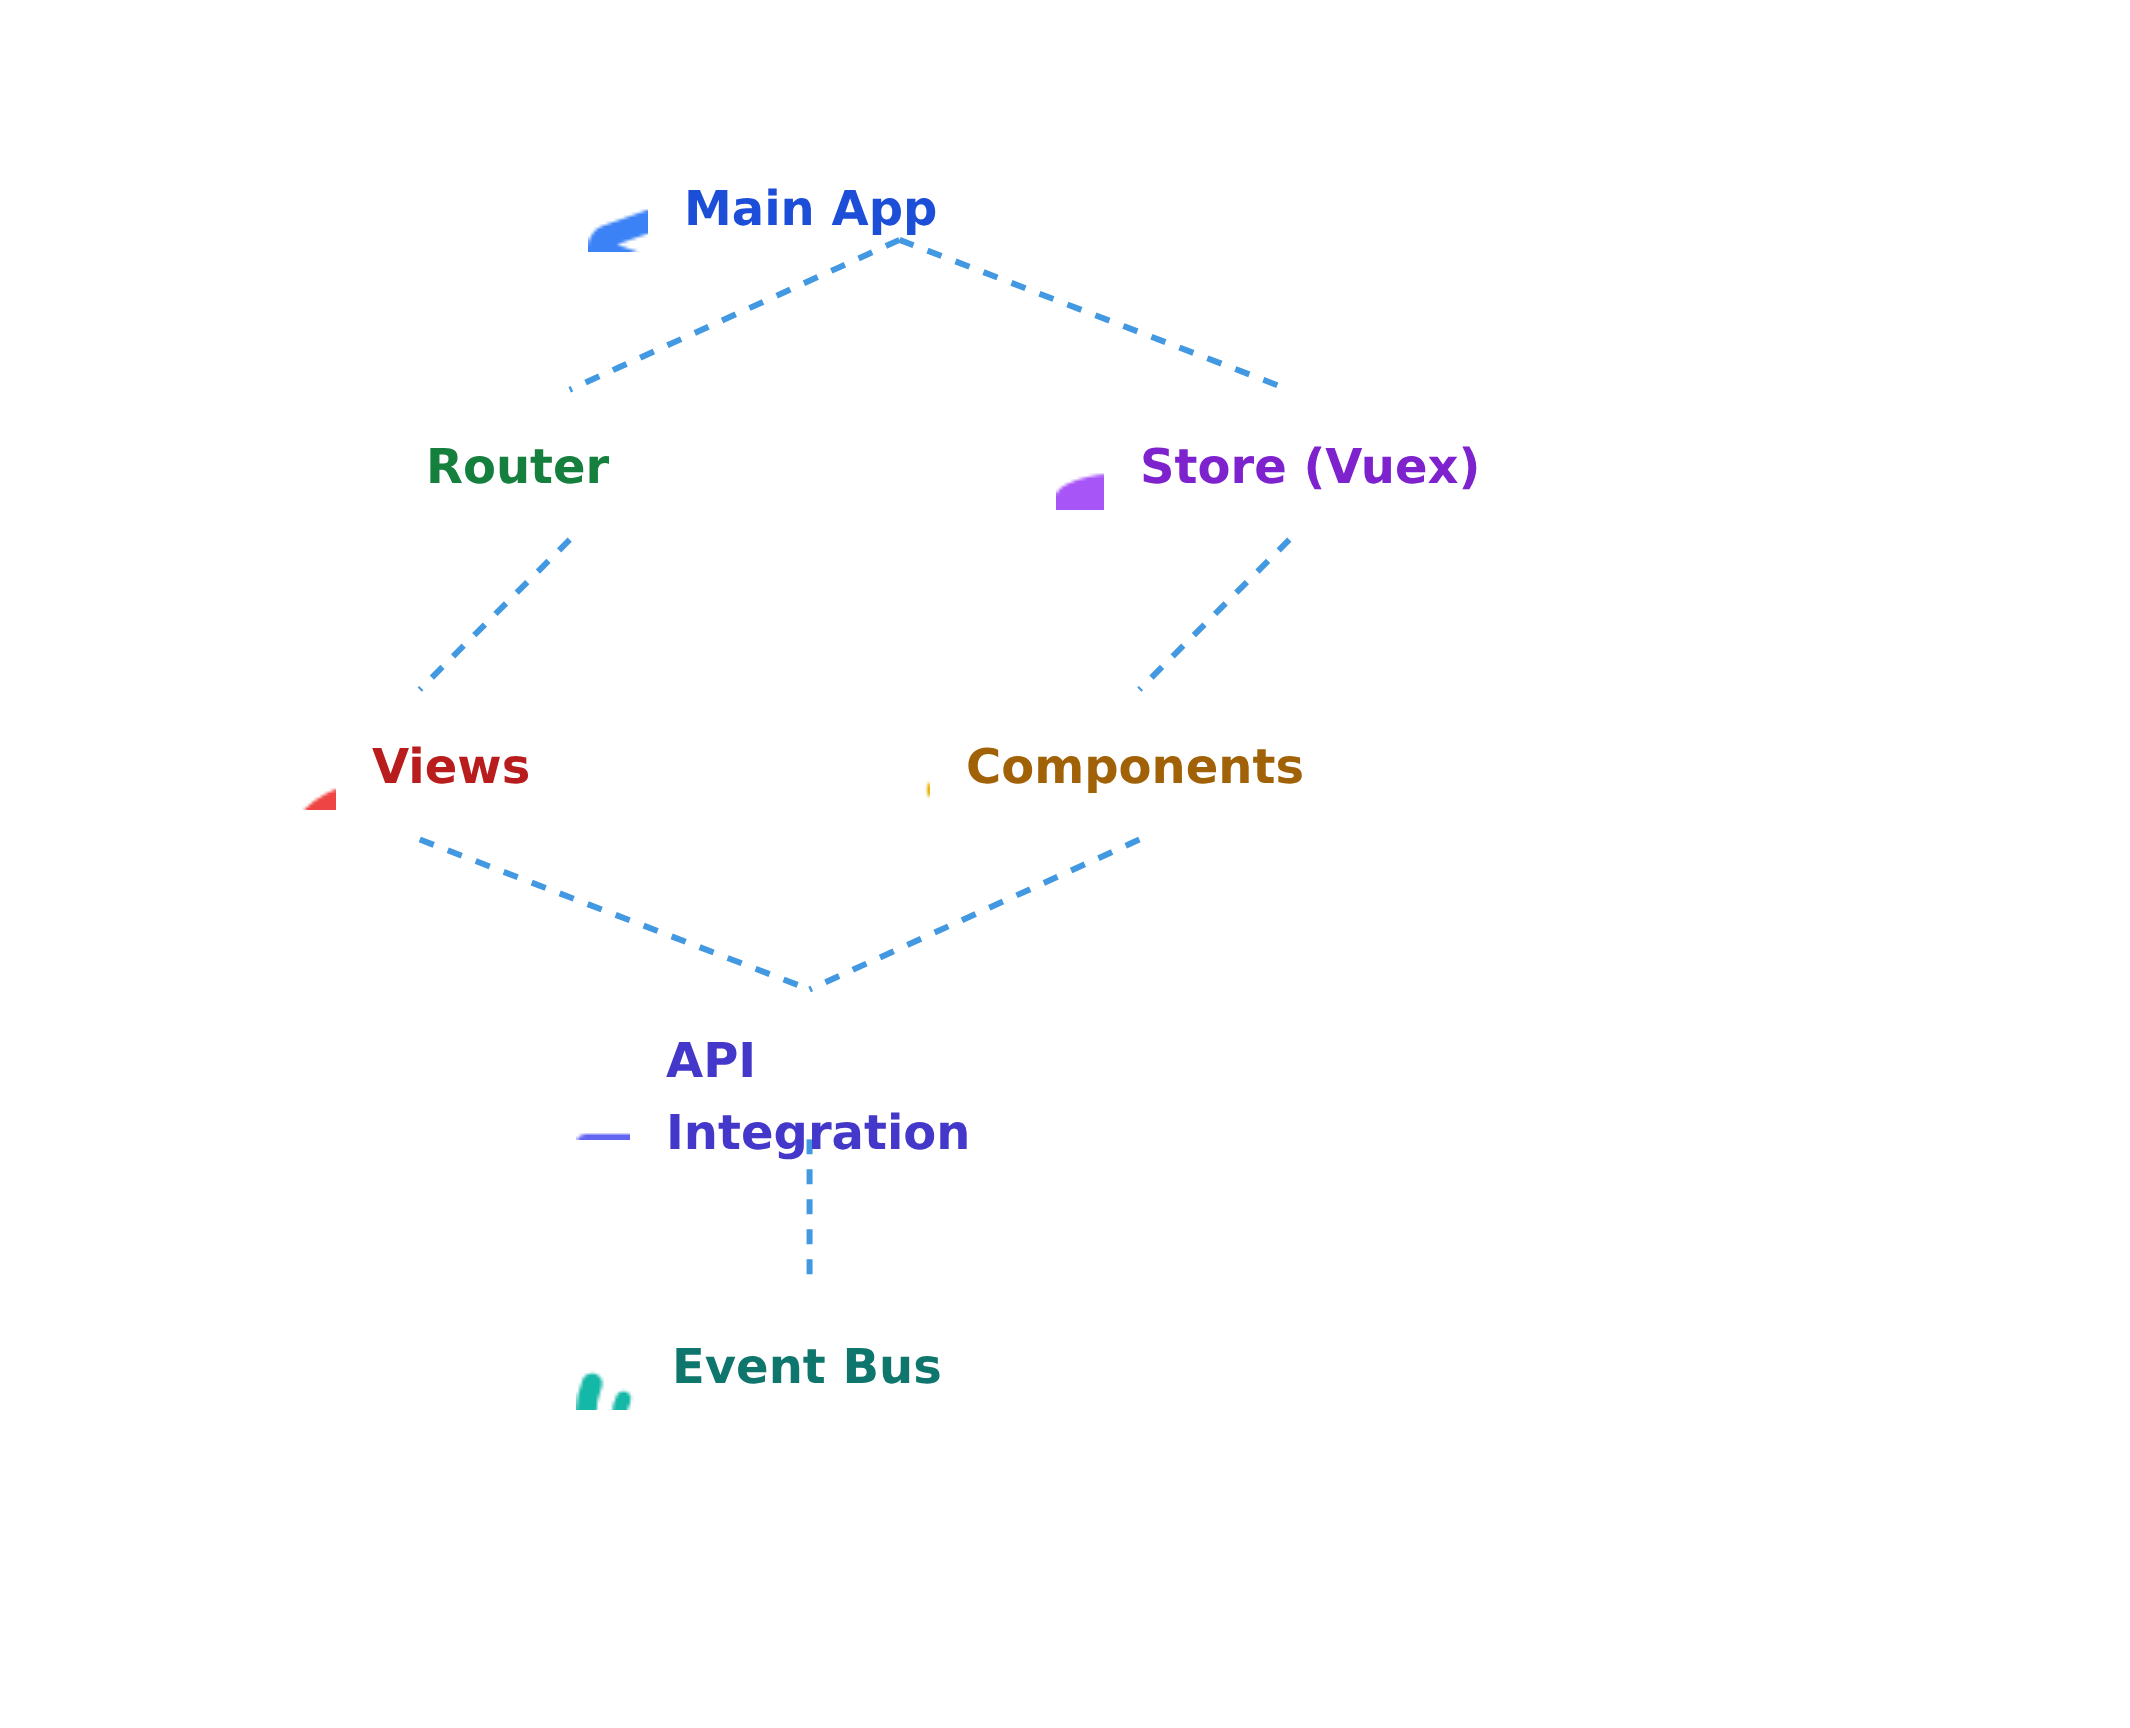 Main App
Router
Store (Vuex)
Views
Components
API
Integration
Event Bus